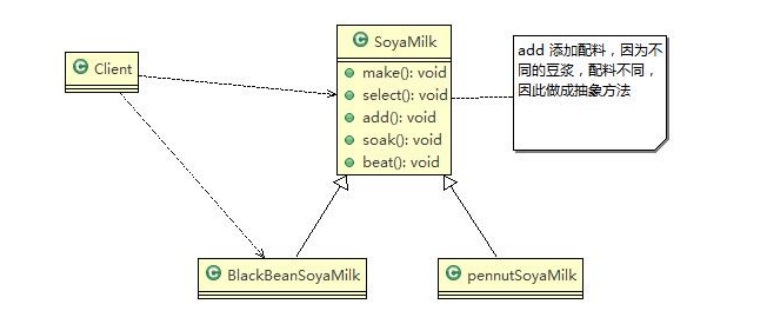 SoyaMilk
make(): void
select(): void
add(): void
soak(): void
beat(): void
Client
add 添加配料，因为不
同的豆浆，配料不同，
因此做成抽象方法
BlackBeanSoyaMilk
pennutSoyaMilk